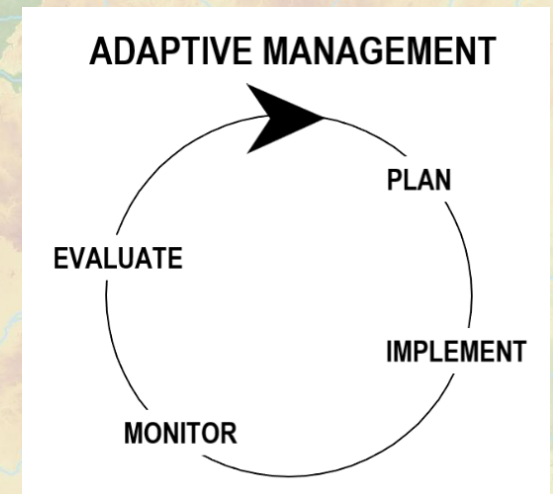 ADAPTIVE MANAGEMENT
PLAN
IMPLEMENT
MONITOR
EVALUATE